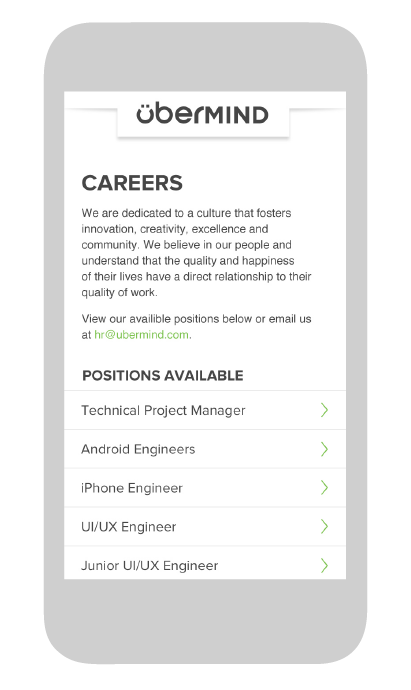 übermind
CAREERS
We are dedicated to a culture that fosters
innovation, creativity, excellence and
community. We believe in our people and
understand that the quality and happiness
of their lives have a direct relationship to their
quality of work.
View our availible positions below or email us
at hr@ubermind.com.
POSITIONS AVAILABLE
Technical Project Manager
Android Engineers
iPhone Engineer
UI/UX Engineer
Junior UI/UX Engineer